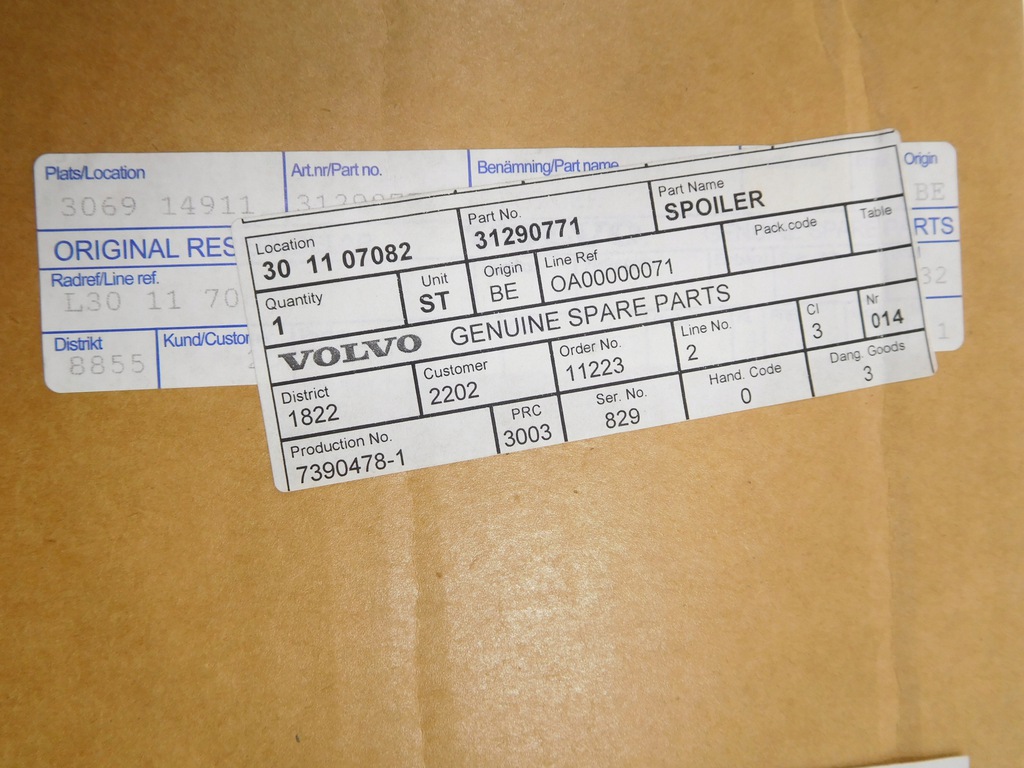 Plats/Location Art.nr/Part no. Benämning/Part name Origin
3069 14911 BE
ORIGINAL RES RTS
Radref/Line ref.
L30 11 70 32
Distrikt Kund/Custor
8855 1
Location Part No. Part Name
30 11 07082 31290771 SPOILER
Quantity Unit Origin Line Ref Pack.code Table
1 ST BE OA00000071
VOLVO GENUINE SPARE PARTS
District Customer Order No. Line No. CI Nr
1822 2202 11223 2 3 014
Production No. PRC Ser. No. Hand. Code Dang. Goods
7390478-1 3003 829 0 3